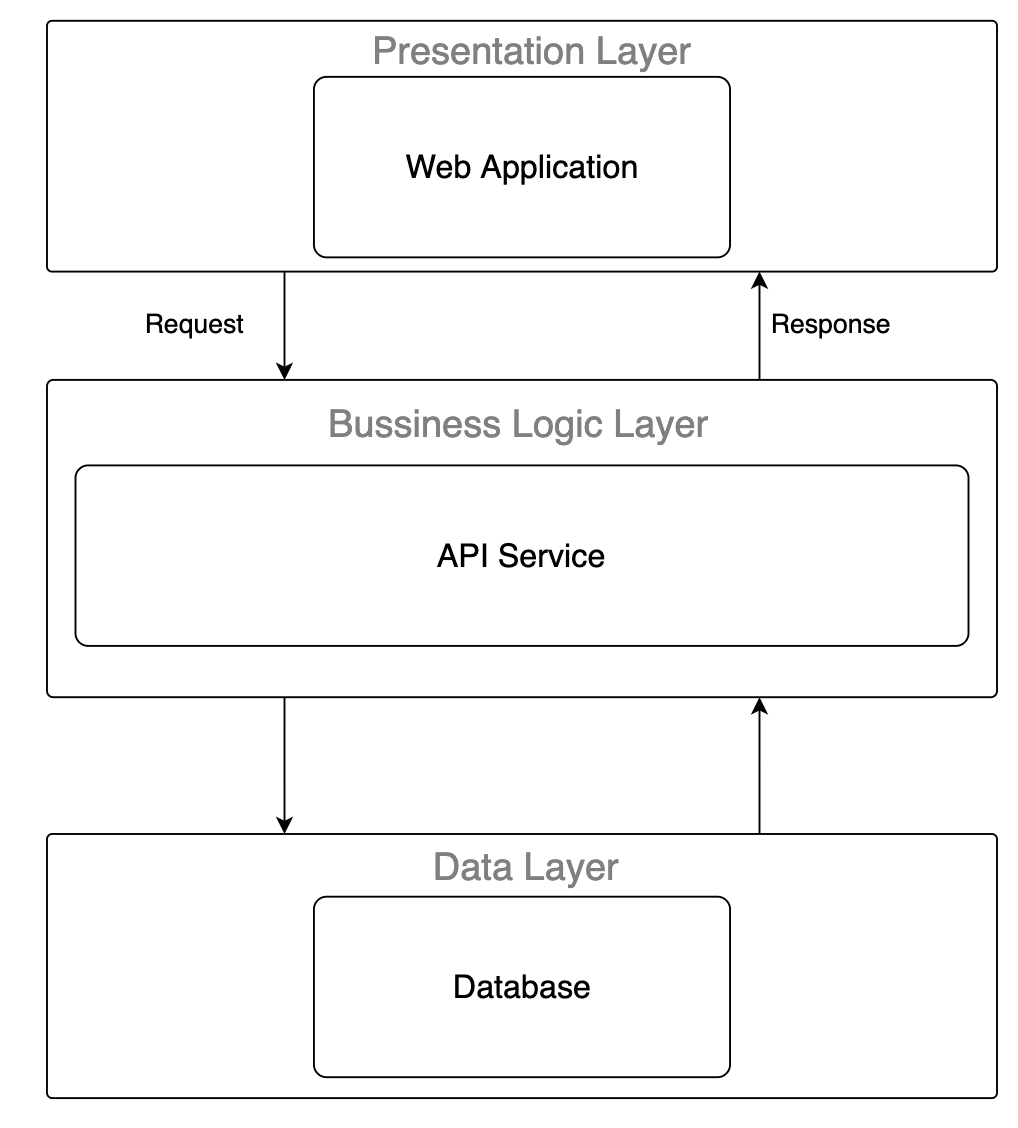 Presentation Layer
Web Application
Request
Response
Bussiness Logic Layer
API Service
Data Layer
Database